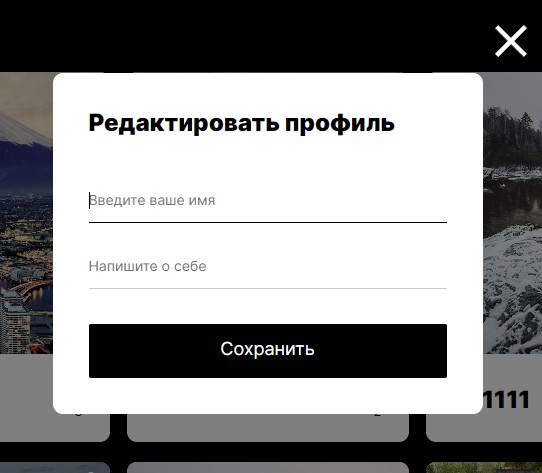 Редактировать профиль
Введите ваше имя
Напишите о себе
Сохранить
1111